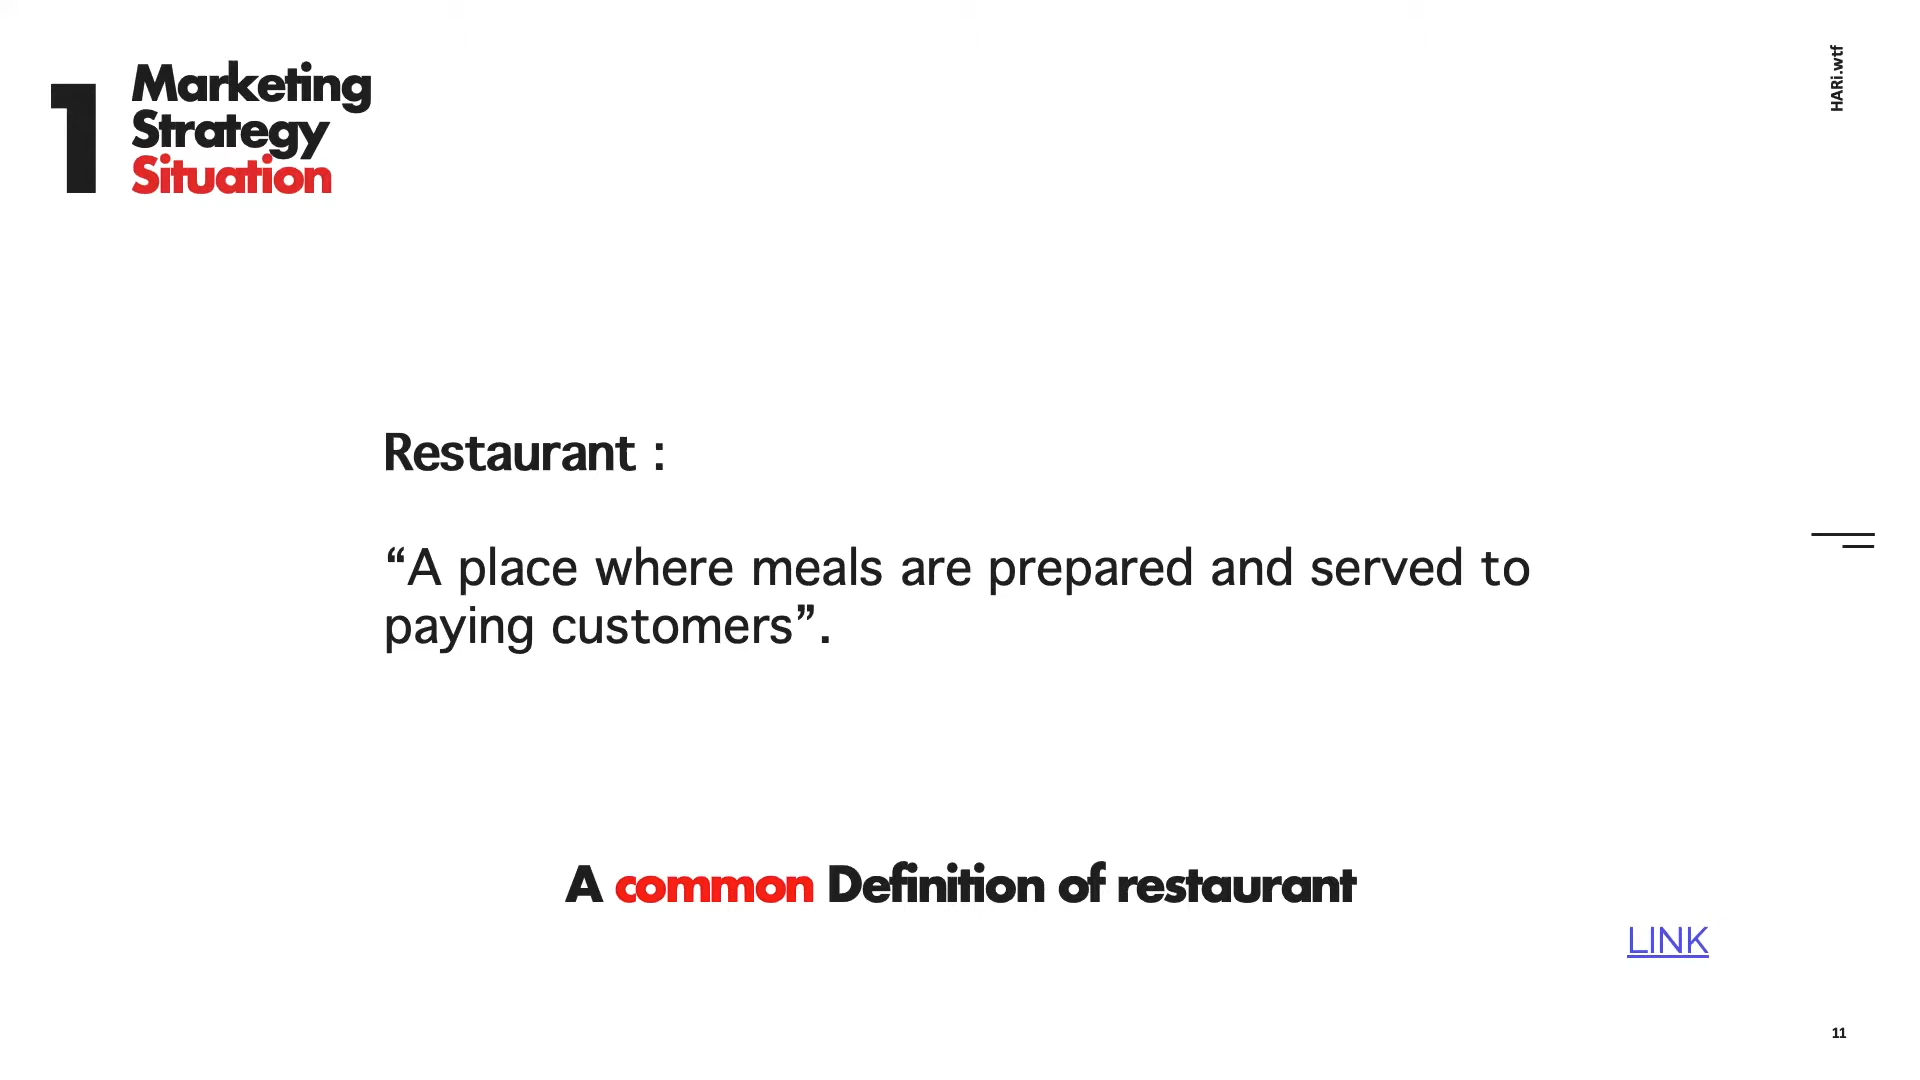 1
Marketing
Strategy
Situation
HARi.wtf
Restaurant :
“A place where meals are prepared and served to
paying customers”.
A common Definition of restaurant
LINK
11